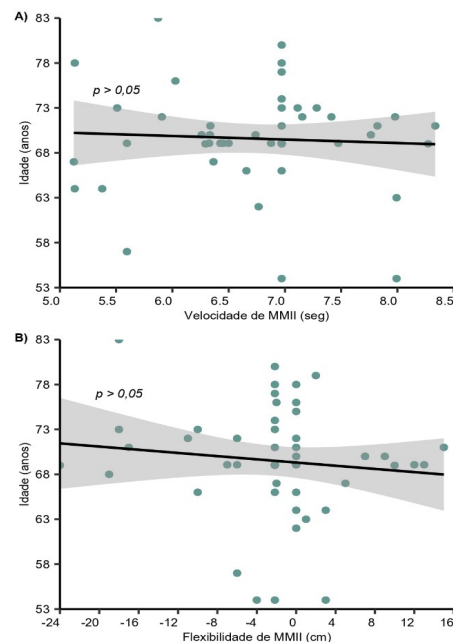 A)
83
78
73
68
63
58
53
Idade (anos)
p > 0,05
5.0 5.5 6.0 6.5 7.0 7.5 8.0 8.5
Velocidade de MMII (seg)
B)
83
78
73
68
63
58
53
Idade (anos)
p > 0,05
-24 -20 -16 -12 -8 -4 0 4 8 12 16
Flexibilidade de MMII (cm)